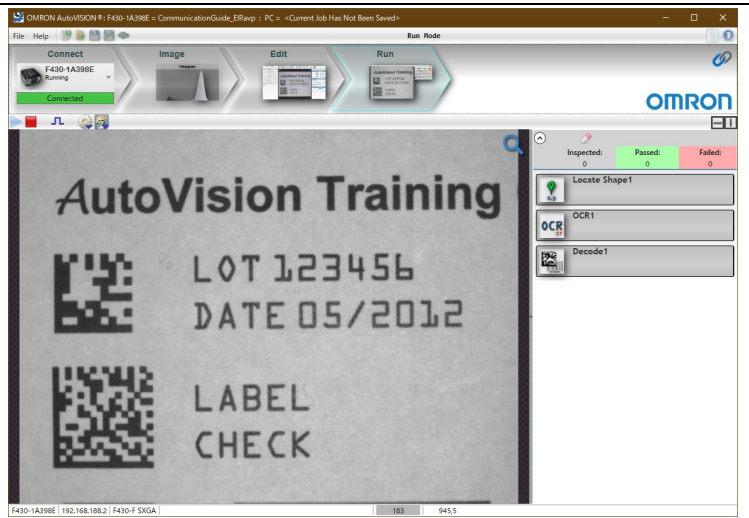 OMRON AutoVISION®: F430-1A398E = CommunicationGuide_EIRavp : PC = <Current Job Has Not Been Saved>
File Help Run Mode
Connect Image Edit Run
F430-1A398E
Running
Connected
OMRON
AutoVision Training
LOT 123456
DATE 05/2012
LABEL
CHECK
Inspected: Passed: Failed:
0 0 0
Locate Shape1
x,y
OCR1
OCR
Decode1
F430-1A398E 192.168.188.2 F430-F SXGA 183 945,5